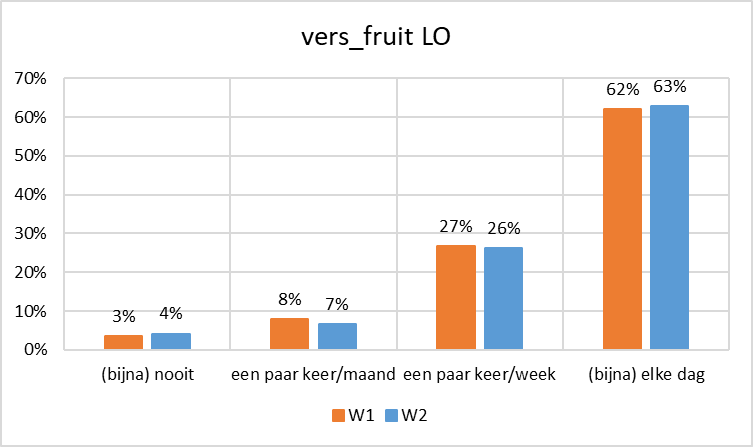 vers_fruit LO
70%
60%
50%
40%
30%
20%
10%
0%
3% 4% 8% 7% 27% 26% 62% 63%
(bijna) nooit een paar keer/maand een paar keer/week (bijna) elke dag
W1 W2